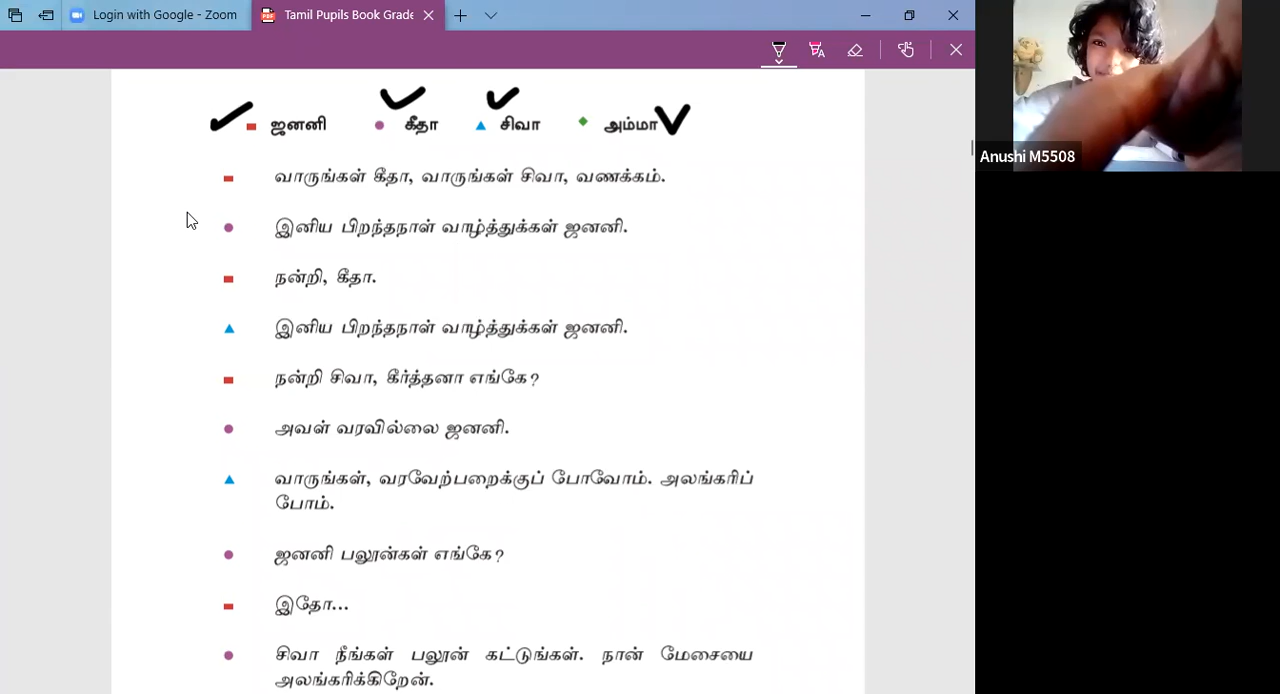 Login with Google - Zoom Tamil Pupils Book Grade
Anushi M5508
ஜனனி கீதா சிவா அம்மா
வாருங்கள் கீதா, வாருங்கள் சிவா, வணக்கம்.
இனிய பிறந்தநாள் வாழ்த்துக்கள் ஜனனி.
நன்றி, கீதா.
இனிய பிறந்தநாள் வாழ்த்துக்கள் ஜனனி.
நன்றி சிவா, கீர்த்தனா எங்கே?
அவள் வரவில்லை ஜனனி.
வாருங்கள், வரவேற்பறைக்குப் போவோம். அலங்கரிப்
போம்.
ஜனனி பலூன்கள் எங்கே?
இதோ...
சிவா நீங்கள் பலூன் கட்டுங்கள். நான் மேசையை
அலங்கரிக்கிறேன்.